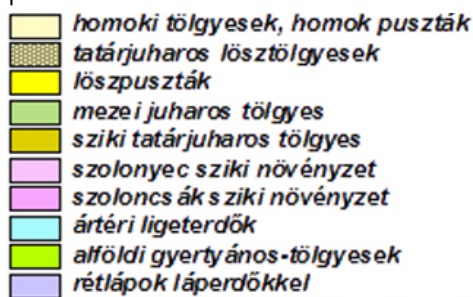 homoki tölgyesek, homok puszták
tatárjuharos lösztölgyesek
löszpuszták
mezei juharos tölgyes
sziki tatárjuharos tölgyes
szolonyec sziki növényzet
szoloncsák sziki növényzet
ártéri ligeterdők
alföldi gyertyános-tölgyesek
rétlápok láperdőkkel